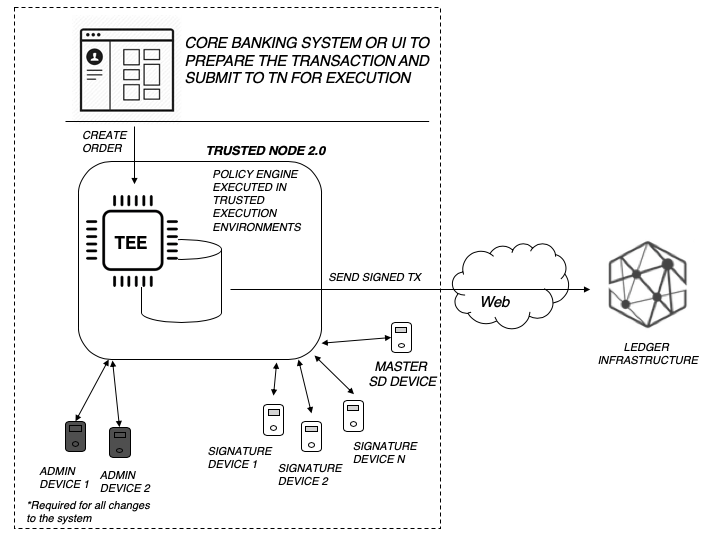 CORE BANKING SYSTEM OR UI TO
PREPARE THE TRANSACTION AND
SUBMIT TO TN FOR EXECUTION
CREATE
ORDER
TRUSTED NODE 2.0
POLICY ENGINE
EXECUTED IN
TRUSTED
EXECUTION
ENVIRONMENTS
TEE
SEND SIGNED TX
Web
LEDGER
INFRASTRUCTURE
MASTER
SD DEVICE
SIGNATURE
DEVICE 1
SIGNATURE
DEVICE 2
SIGNATURE
DEVICE N
ADMIN
DEVICE 1
ADMIN
DEVICE 2
*Required for all changes
to the system